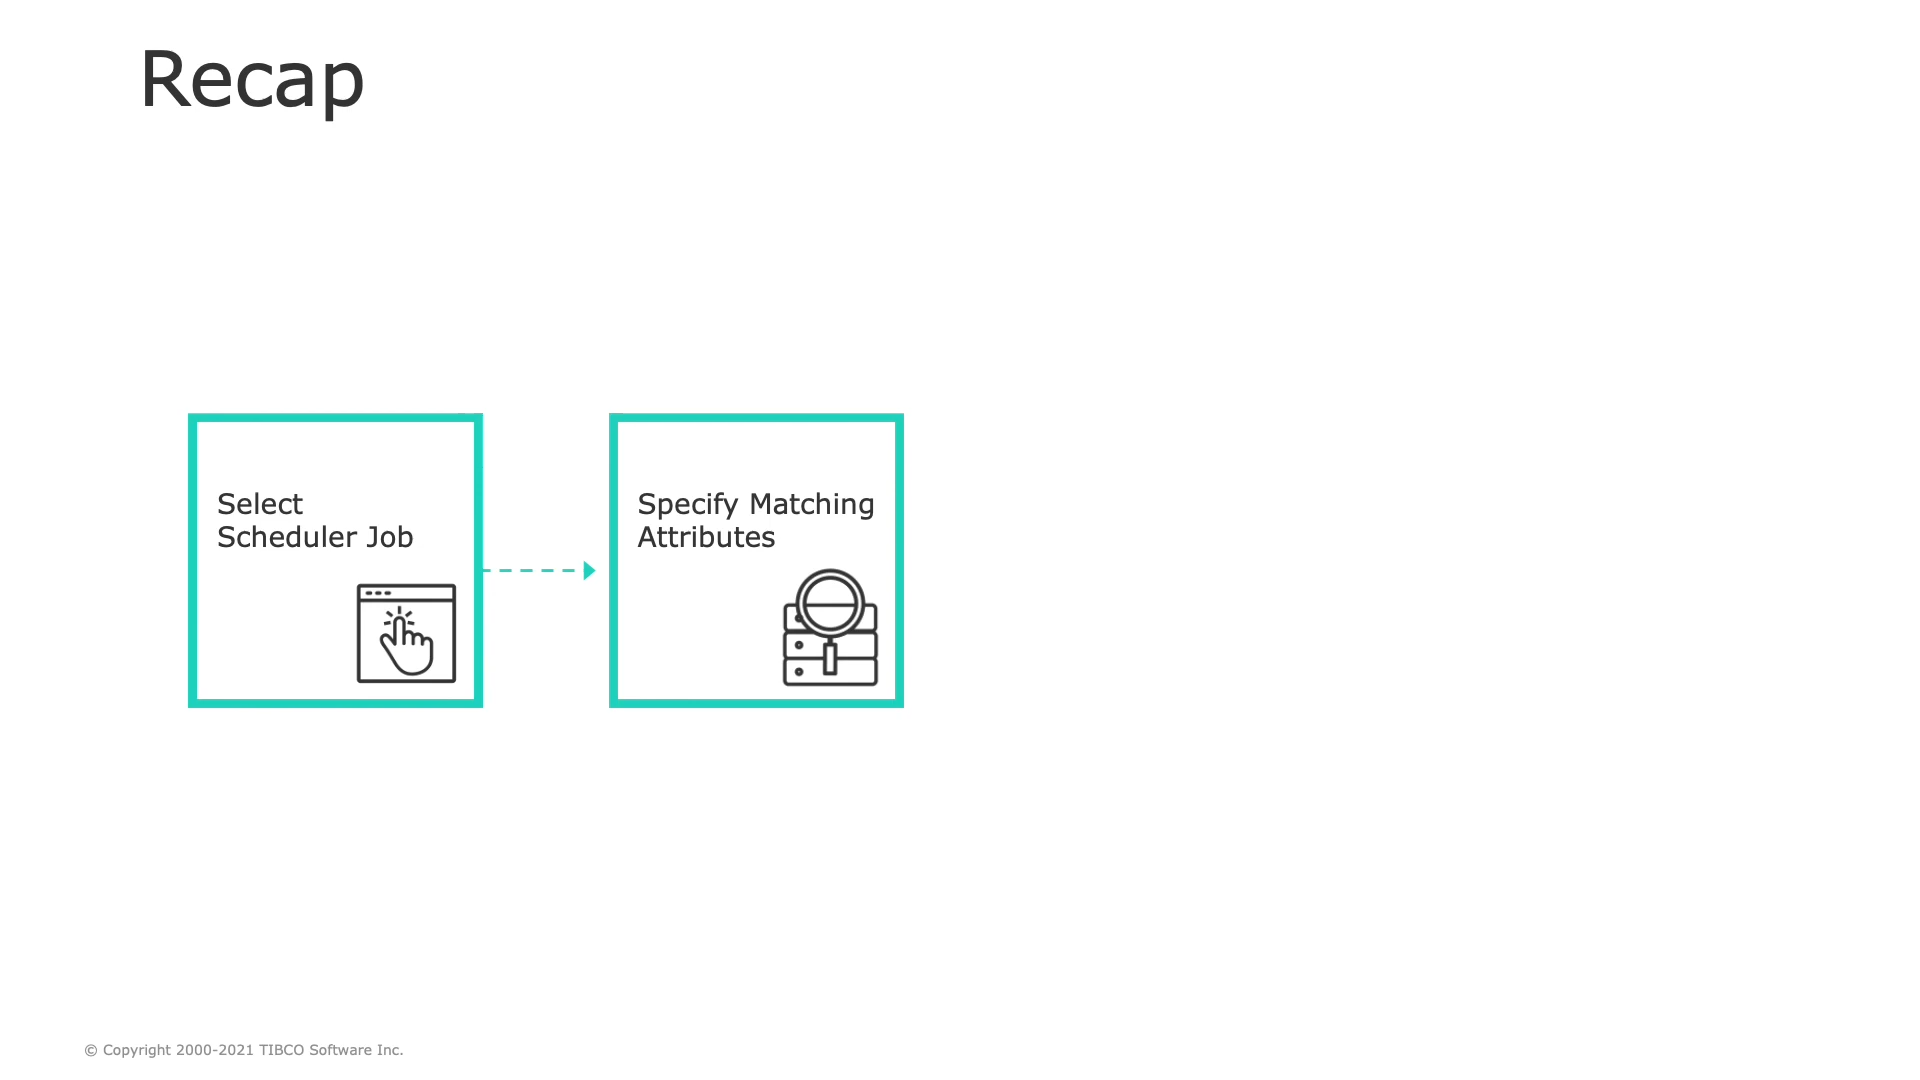 Recap
Select
Scheduler Job
Specify Matching
Attributes
© Copyright 2000-2021 TIBCO Software Inc.